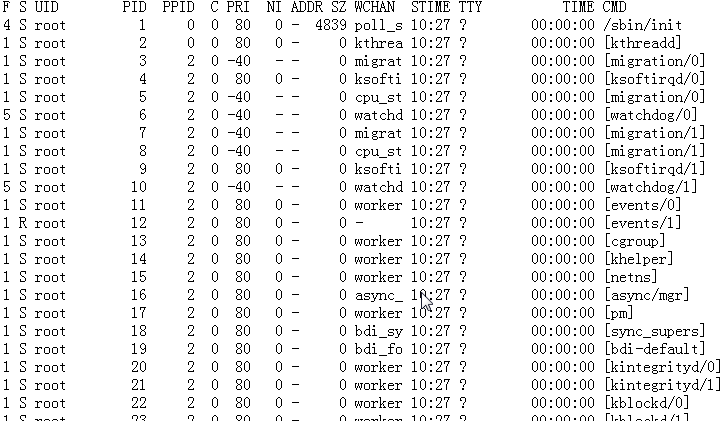 F S UID PID PPID C PRI NI ADDR SZ WCHAN STIME TTY TIME CMD
4 S root 1 0 0 80 0 - 4839 poll_s 10:27 ? 00:00:00 /sbin/init
1 S root 2 0 0 80 0 - 0 kthrea 10:27 ? 00:00:00 [kthreadd]
1 S root 3 2 0 -40 - - 0 migrat 10:27 ? 00:00:00 [migration/0]
1 S root 4 2 0 80 0 - 0 ksofti 10:27 ? 00:00:00 [ksoftirqd/0]
1 S root 5 2 0 -40 - - 0 cpu_st 10:27 ? 00:00:00 [migration/0]
5 S root 6 2 0 -40 - - 0 watchd 10:27 ? 00:00:00 [watchdog/0]
1 S root 7 2 0 -40 - - 0 migrat 10:27 ? 00:00:00 [migration/1]
1 S root 8 2 0 -40 - - 0 cpu_st 10:27 ? 00:00:00 [migration/1]
1 S root 9 2 0 80 0 - 0 ksofti 10:27 ? 00:00:00 [ksoftirqd/1]
5 S root 10 2 0 -40 - - 0 watchd 10:27 ? 00:00:00 [watchdog/1]
1 S root 11 2 0 80 0 - 0 worker 10:27 ? 00:00:00 [events/0]
1 R root 12 2 0 80 0 - 0 - 10:27 ? 00:00:00 [events/1]
1 S root 13 2 0 80 0 - 0 worker 10:27 ? 00:00:00 [cgroup]
1 S root 14 2 0 80 0 - 0 worker 10:27 ? 00:00:00 [khelper]
1 S root 15 2 0 80 0 - 0 worker 10:27 ? 00:00:00 [netns]
1 S root 16 2 0 80 0 - 0 async_ 10:27 ? 00:00:00 [async/mgr]
1 S root 17 2 0 80 0 - 0 worker 10:27 ? 00:00:00 [pm]
1 S root 18 2 0 80 0 - 0 bdi_sy 10:27 ? 00:00:00 [sync_supers]
1 S root 19 2 0 80 0 - 0 bdi_fo 10:27 ? 00:00:00 [bdi-default]
1 S root 20 2 0 80 0 - 0 worker 10:27 ? 00:00:00 [kintegrityd/0]
1 S root 21 2 0 80 0 - 0 worker 10:27 ? 00:00:00 [kintegrityd/1]
1 S root 22 2 0 80 0 - 0 worker 10:27 ? 00:00:00 [kblockd/0]
1 S root 23 2 0 80 0 - 0 worker 10:27 ? 00:00:00 [kblockd/1]